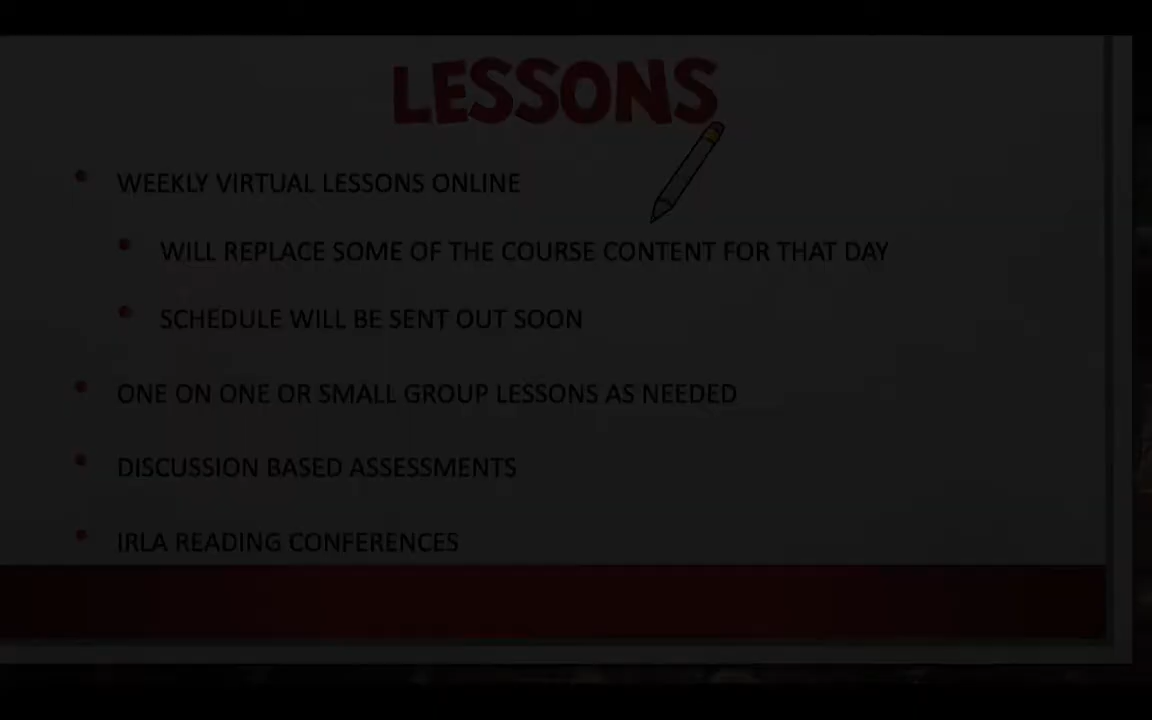 LESSONS
WEEKLY VIRTUAL LESSONS ONLINE
WILL REPLACE SOME OF THE COURSE CONTENT FOR THAT DAY
SCHEDULE WILL BE SENT OUT SOON
ONE ON ONE OR SMALL GROUP LESSONS AS NEEDED
DISCUSSION BASED ASSESSMENTS
IRLA READING CONFERENCES